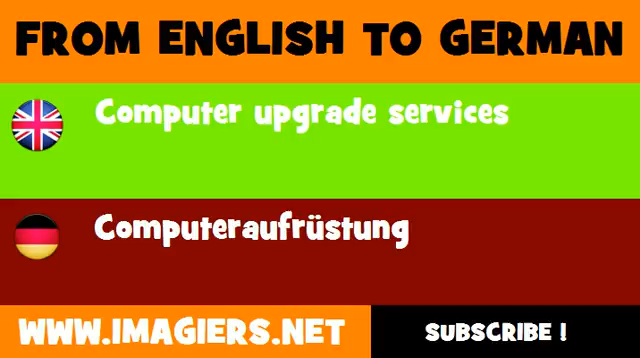 FROM ENGLISH TO GERMAN
Computer upgrade services
Computeraufrüstung
WWW.IMAGIERS.NET
SUBSCRIBE !